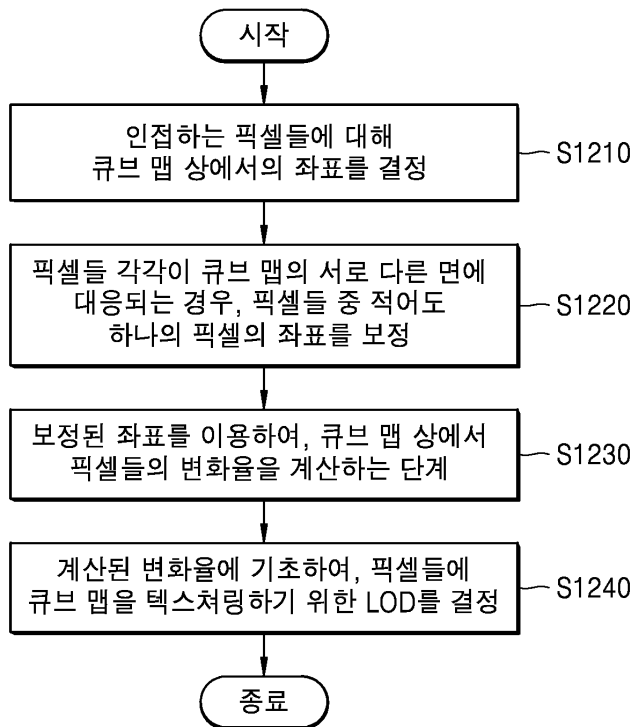 시작
인접하는 픽셀들에 대해
큐브 맵 상에서의 좌표를 결정
S1210
픽셀들 각각이 큐브 맵의 서로 다른 면에
대응되는 경우, 픽셀들 중 적어도
하나의 픽셀의 좌표를 보정
S1220
보정된 좌표를 이용하여, 큐브 맵 상에서
픽셀들의 변화율을 계산하는 단계
S1230
계산된 변화율에 기초하여, 픽셀들에
큐브 맵을 텍스쳐링하기 위한 LOD를 결정
S1240
종료